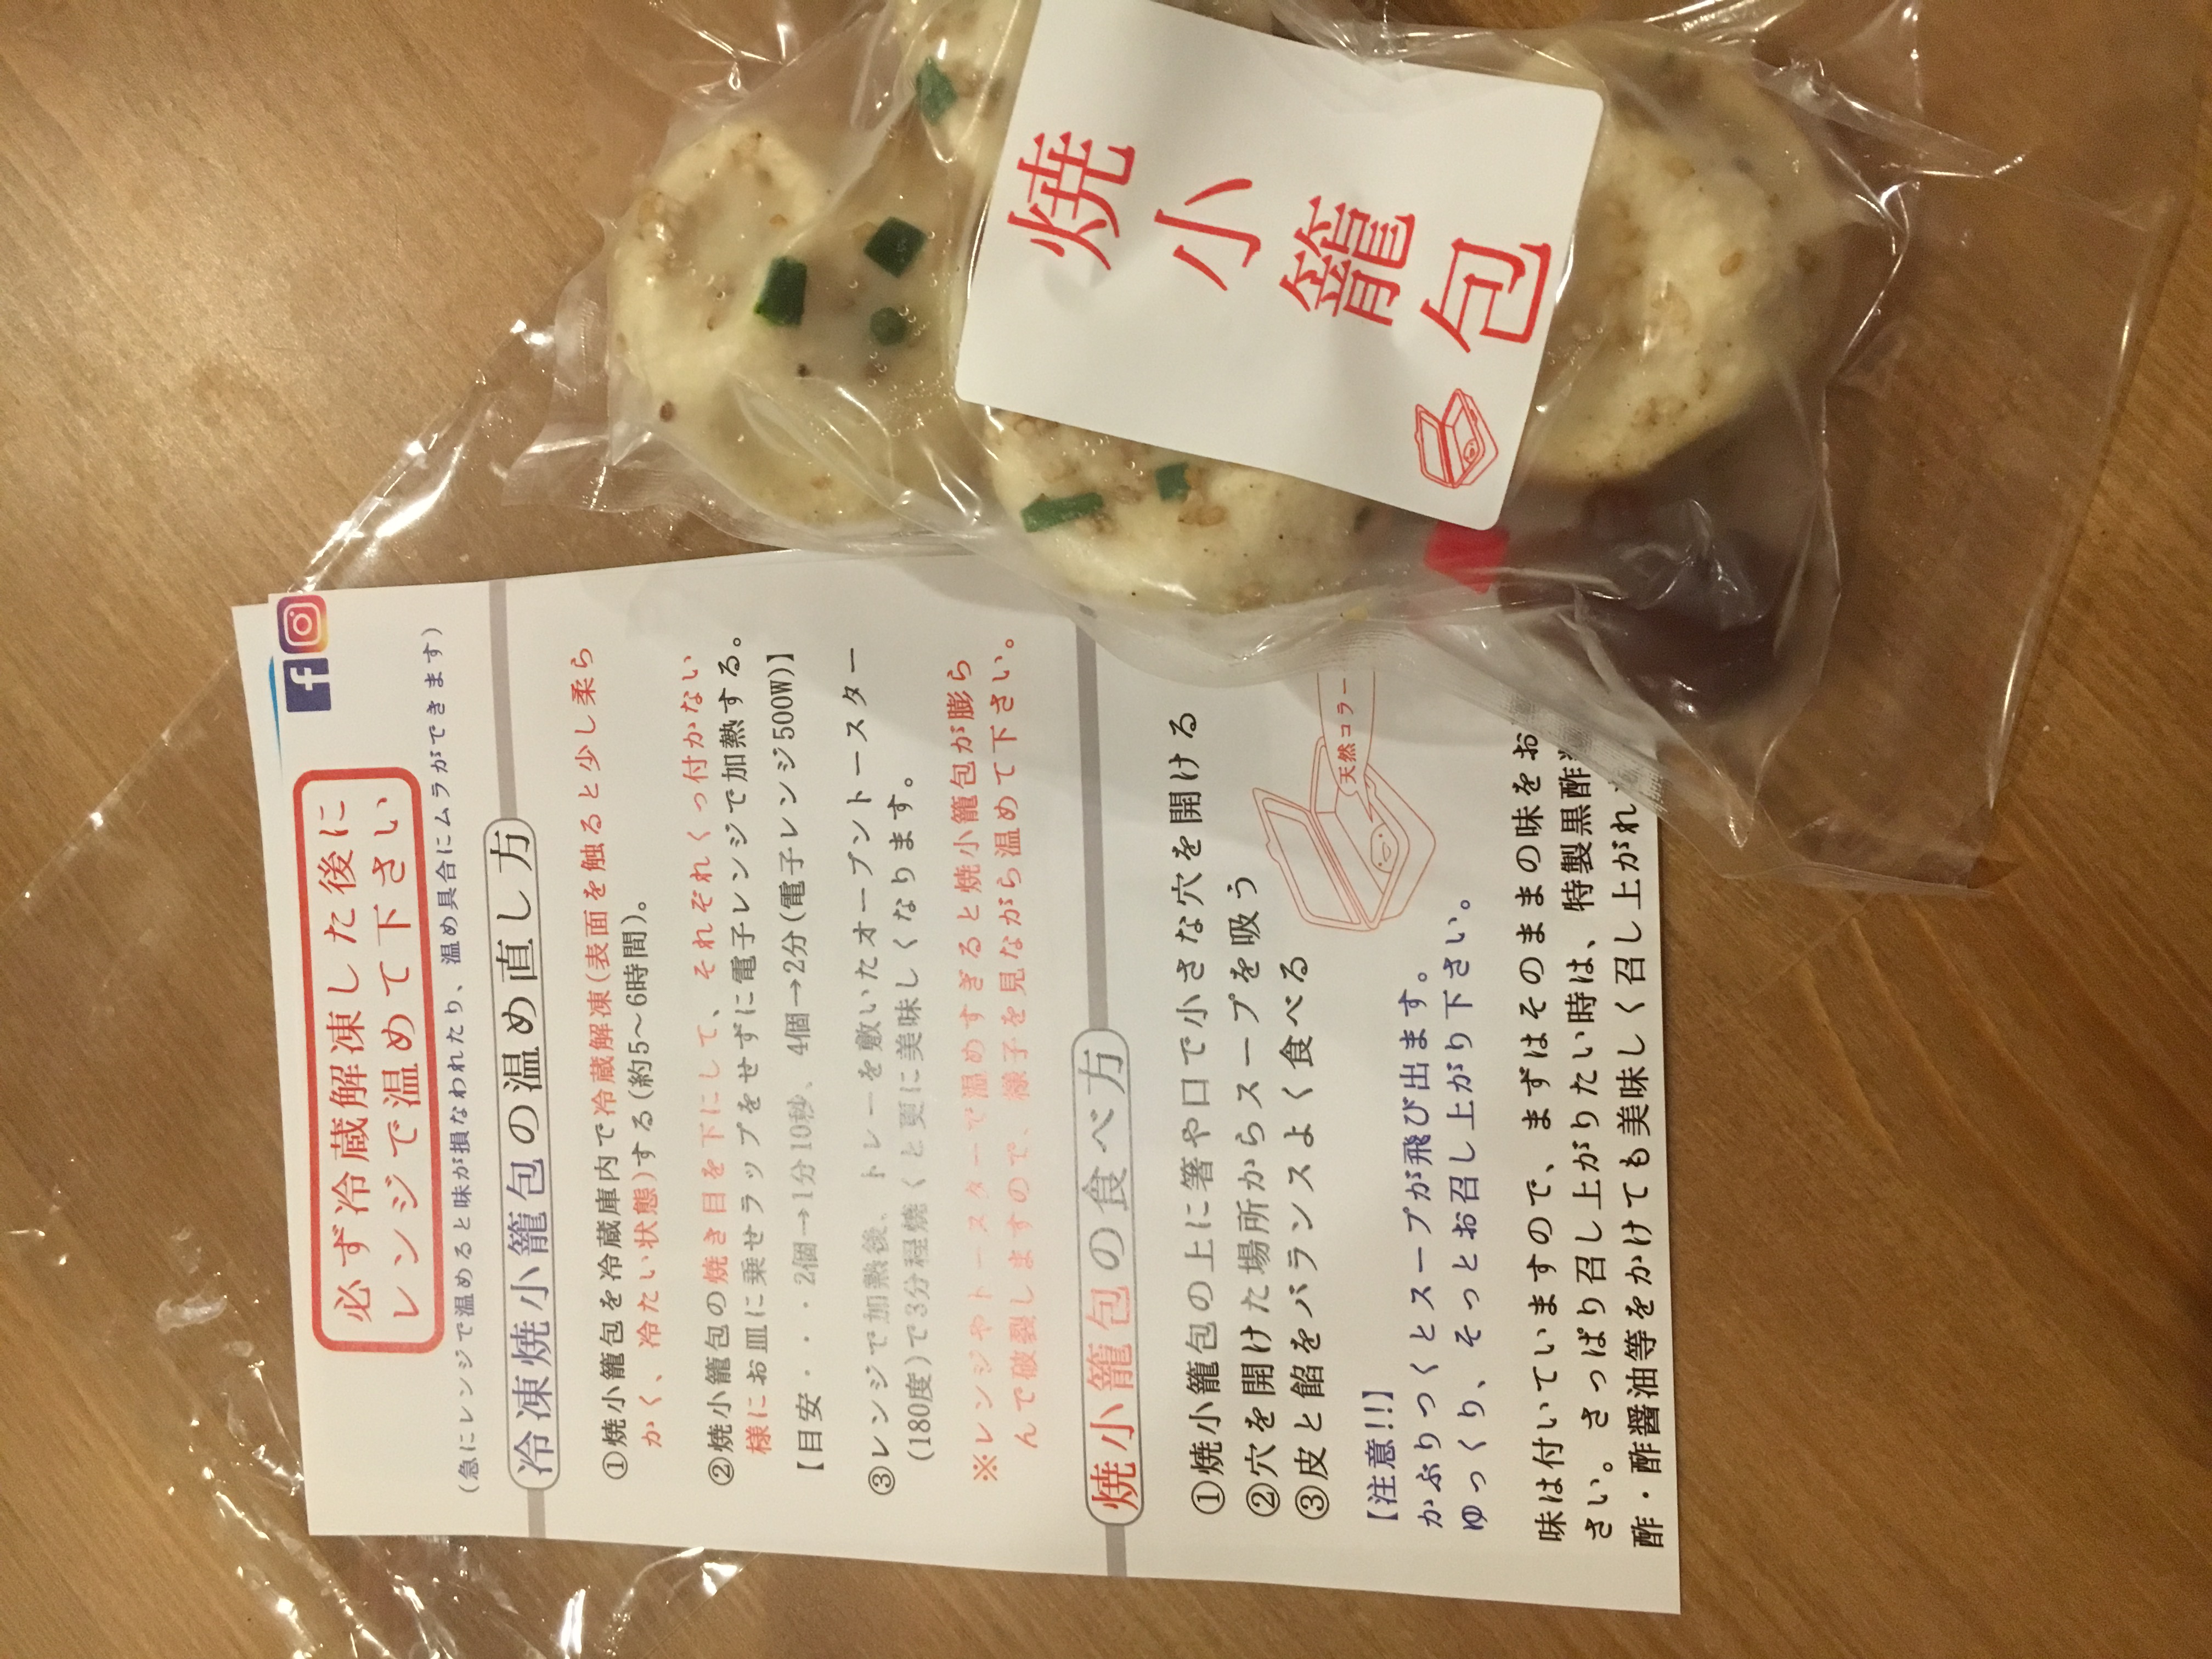 必ず冷蔵解凍した後に
レンジで温めて下さい
(急にレンジで温めると味が損なわれたり、温め具合にムラができます)
冷凍焼小籠包の温め直し方
①焼小籠包を冷蔵庫内で冷蔵解凍(表面を触ると少し柔ら
かく、冷たい状態)する(約5～6時間)。
②焼小籠包の焼き目を下にして、それぞれくっ付かない
様にお皿に乗せラップをせずに電子レンジで加熱する。
【目安・・・2個→1分10秒、4個→2分(電子レンジ500W)】
③レンジで加熱後、トレーを敷いたオーブントースター
(180度)で3分程焼くと更に美味しくなります。
※レンジやトースターで温めすぎると焼小籠包が膨ら
んで破裂しますので、様子を見ながら温めて下さい。
焼小籠包の食べ方
①焼小籠包の上に箸や口で小さな穴を開ける
②穴を開けた場所からスープを吸う
③皮と餡をバランスよく食べる
天然コラー
【注意!!!】
かぶりつくとスープが飛び出ます。
ゆっくり、そっとお召し上がり下さい。
味は付いていますので、まずはそのままの味をお
さい。さっぱり召し上がりたい時は、特製黒酢
酢・酢醤油等をかけても美味しく召し上がれ
焼小籠包